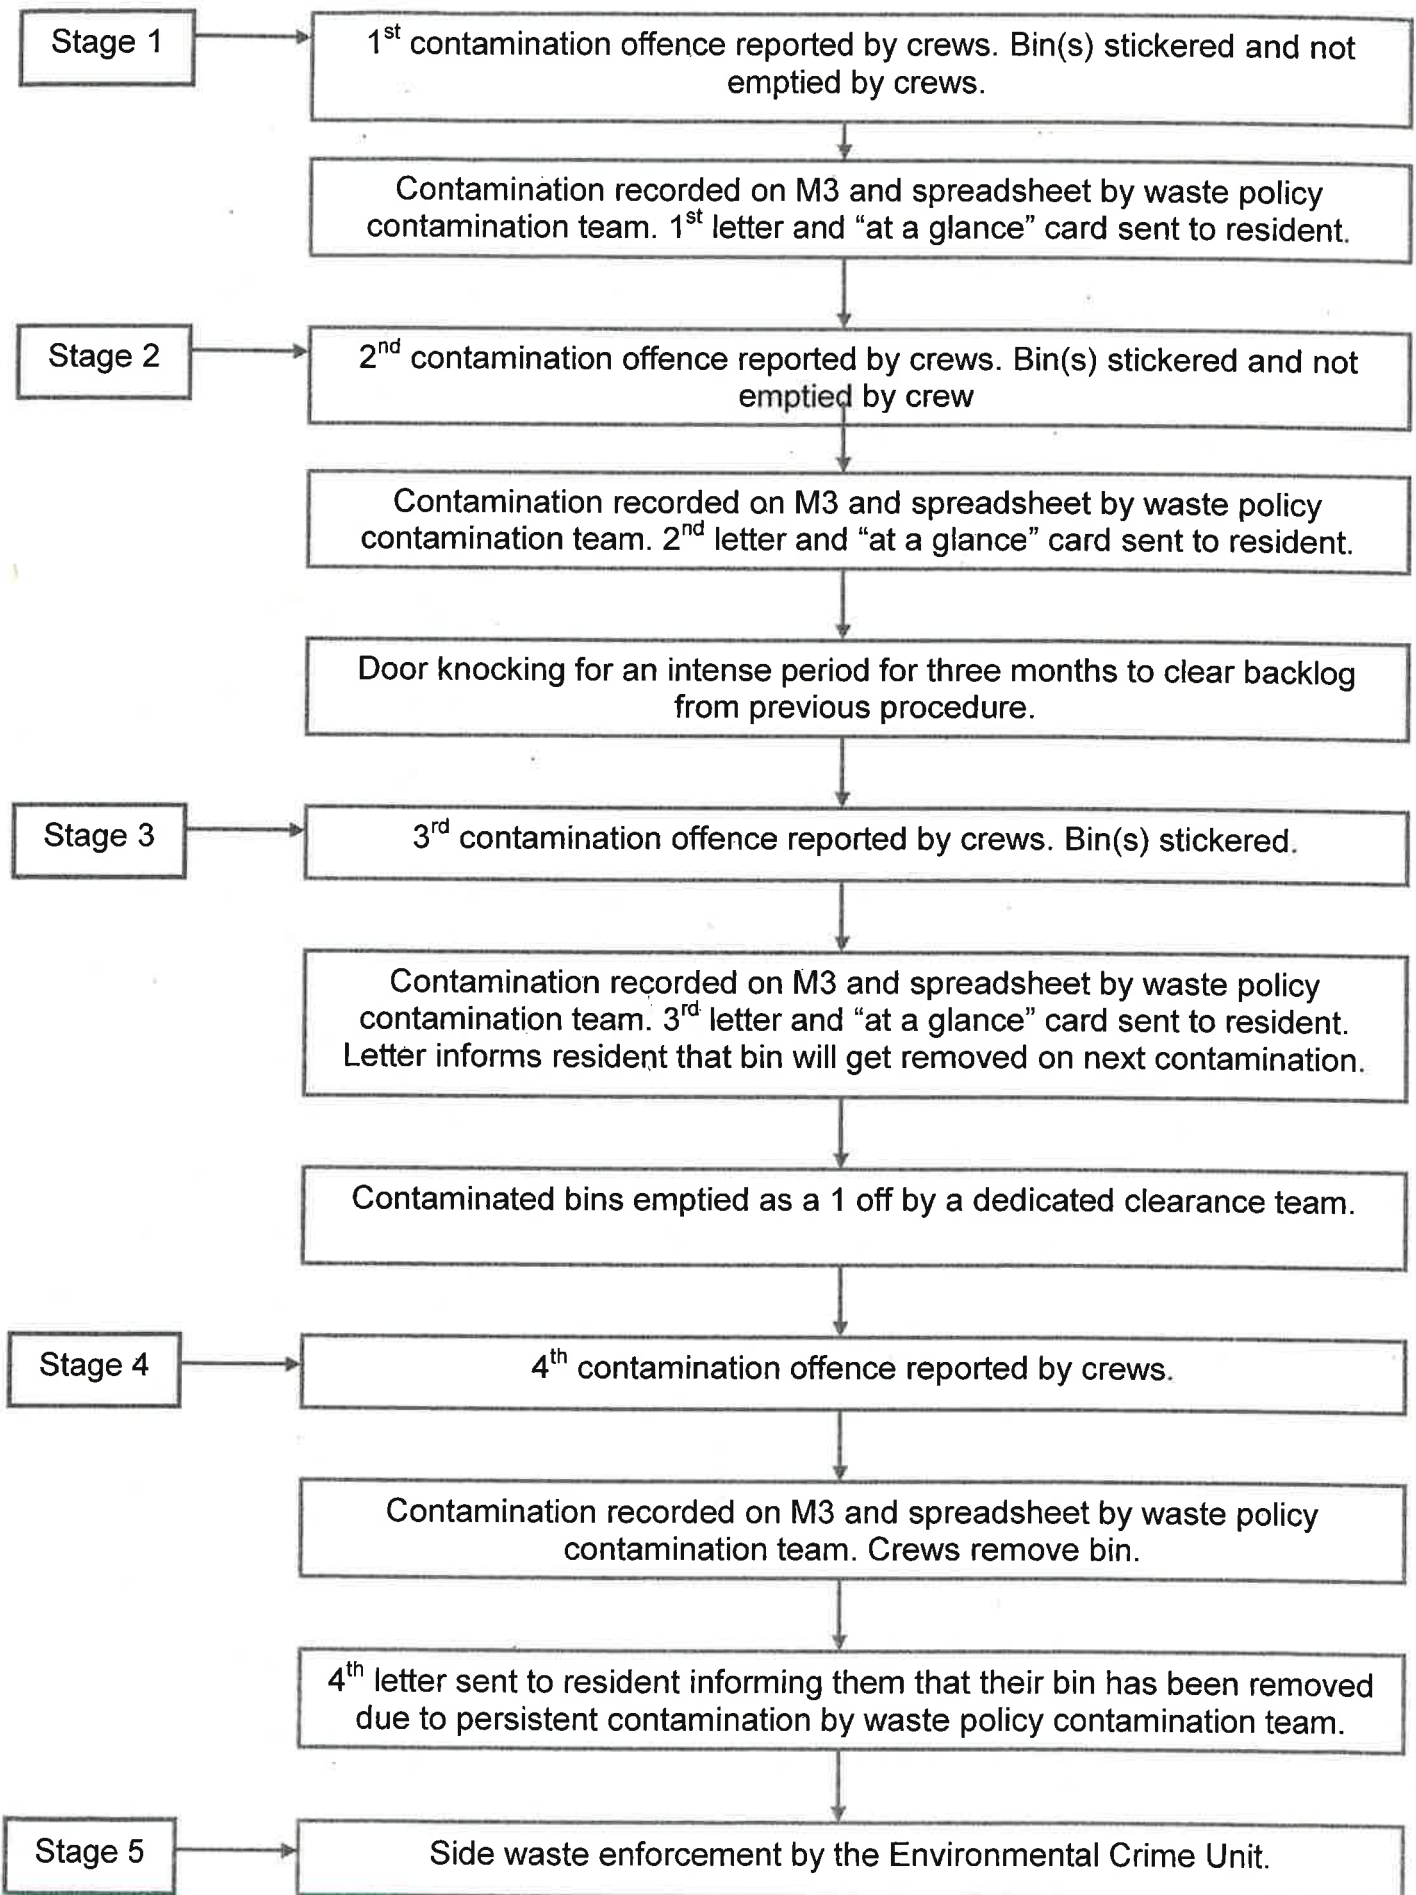 Stage 1
1st contamination offence reported by crews. Bin(s) stickered and not
emptied by crews.
Contamination recorded on M3 and spreadsheet by waste policy
contamination team. 1st letter and “at a glance” card sent to resident.
Stage 2
2nd contamination offence reported by crews. Bin(s) stickered and not
emptied by crew
Contamination recorded on M3 and spreadsheet by waste policy
contamination team. 2nd letter and “at a glance” card sent to resident.
Door knocking for an intense period for three months to clear backlog
from previous procedure.
Stage 3
3rd contamination offence reported by crews. Bin(s) stickered.
Contamination recorded on M3 and spreadsheet by waste policy
contamination team. 3rd letter and “at a glance” card sent to resident.
Letter informs resident that bin will get removed on next contamination.
Contaminated bins emptied as a 1 off by a dedicated clearance team.
Stage 4
4th contamination offence reported by crews.
Contamination recorded on M3 and spreadsheet by waste policy
contamination team. Crews remove bin.
4th letter sent to resident informing them that their bin has been removed
due to persistent contamination by waste policy contamination team.
Stage 5
Side waste enforcement by the Environmental Crime Unit.